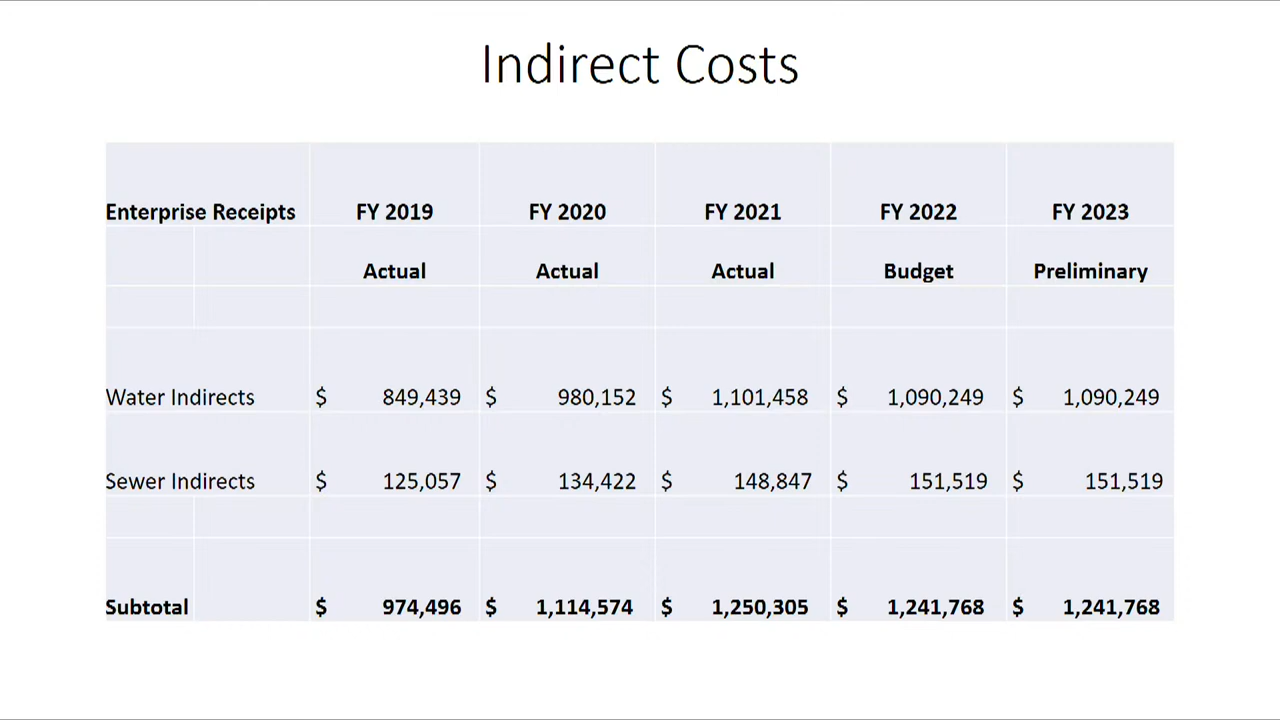 Indirect Costs
Enterprise Receipts FY 2019 FY 2020 FY 2021 FY 2022 FY 2023
Actual Actual Actual Budget Preliminary
Water Indirects $ 849,439 $ 980,152 $ 1,101,458 $ 1,090,249 $ 1,090,249
Sewer Indirects $ 125,057 $ 134,422 $ 148,847 $ 151,519 $ 151,519
Subtotal $ 974,496 $ 1,114,574 $ 1,250,305 $ 1,241,768 $ 1,241,768